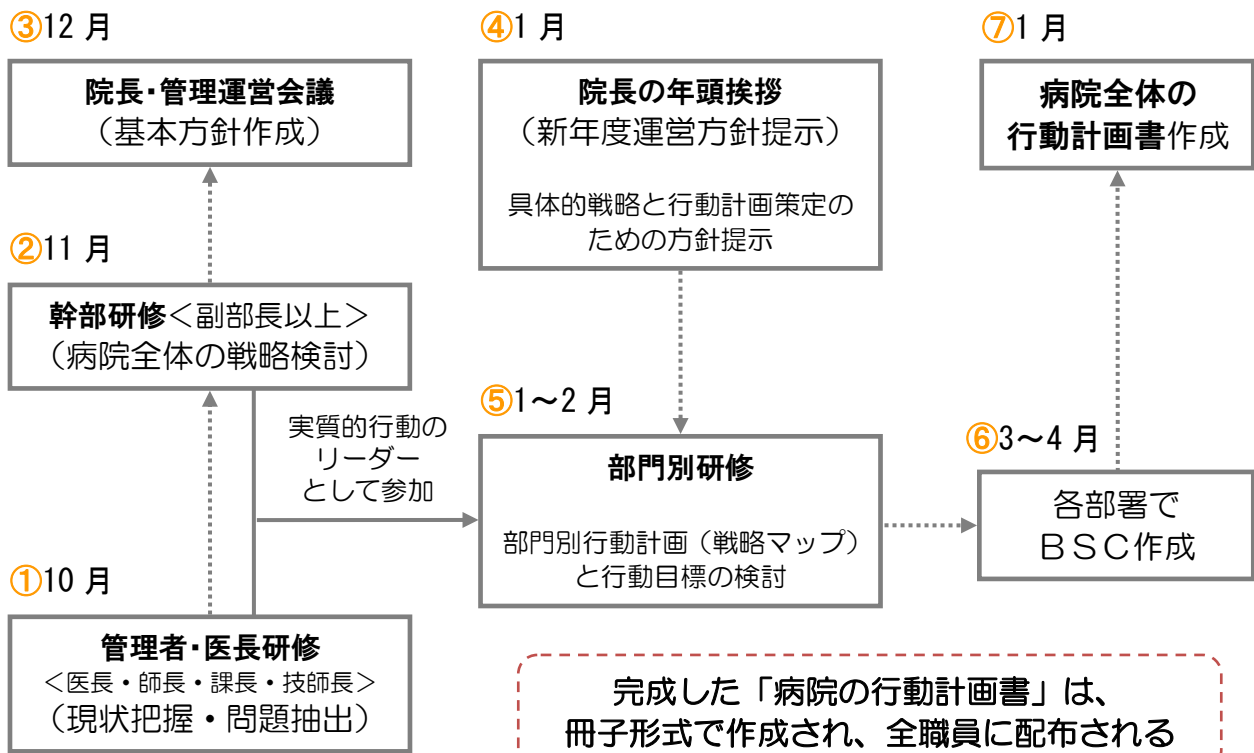 ③12 月
院長・管理運営会議
（基本方針作成）
②11 月
幹部研修＜副部長以上＞
（病院全体の戦略検討）
①10 月
管理者・医長研修
＜医長・師長・課長・技師長＞
（現状把握・問題抽出）
実質的行動の
リーダー
として参加
④1 月
院長の年頭挨拶
（新年度運営方針提示）
具体的戦略と行動計画策定の
ための方針提示
⑤1～2 月
部門別研修
部門別行動計画（戦略マップ）
と行動目標の検討
⑥3～4 月
各部署で
ＢＳＣ作成
⑦1 月
病院全体の
行動計画書作成
完成した「病院の行動計画書」は、
冊子形式で作成され、全職員に配布される